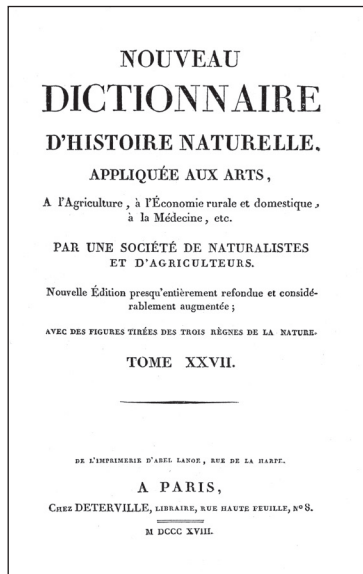 NOUVEAU
DICTIONNAIRE
D'HISTOIRE NATURELLE,
APPLIQUÉE AUX ARTS,
A l'Agriculture, à l'Économie rurale et domestique,
à la Médecine, etc.
PAR UNE SOCIÉTÉ DE NATURALISTES
ET D'AGRICULTEURS.
Nouvelle Édition presqu'entièrement refondue et considé-
rablement augmentée;
AVEC DES FIGURES TIRÉES DES TROIS RÈGNES DE LA NATURE.
TOME XXVII.
DE L'IMPRIMERIE D'ABEL LANOE, RUE DE LA HARPE.
A PARIS,
CHEZ DETERVILLE, LIBRAIRE, RUE HAUTE FEUILLE, Nº 8.
M DCCC XVIII.